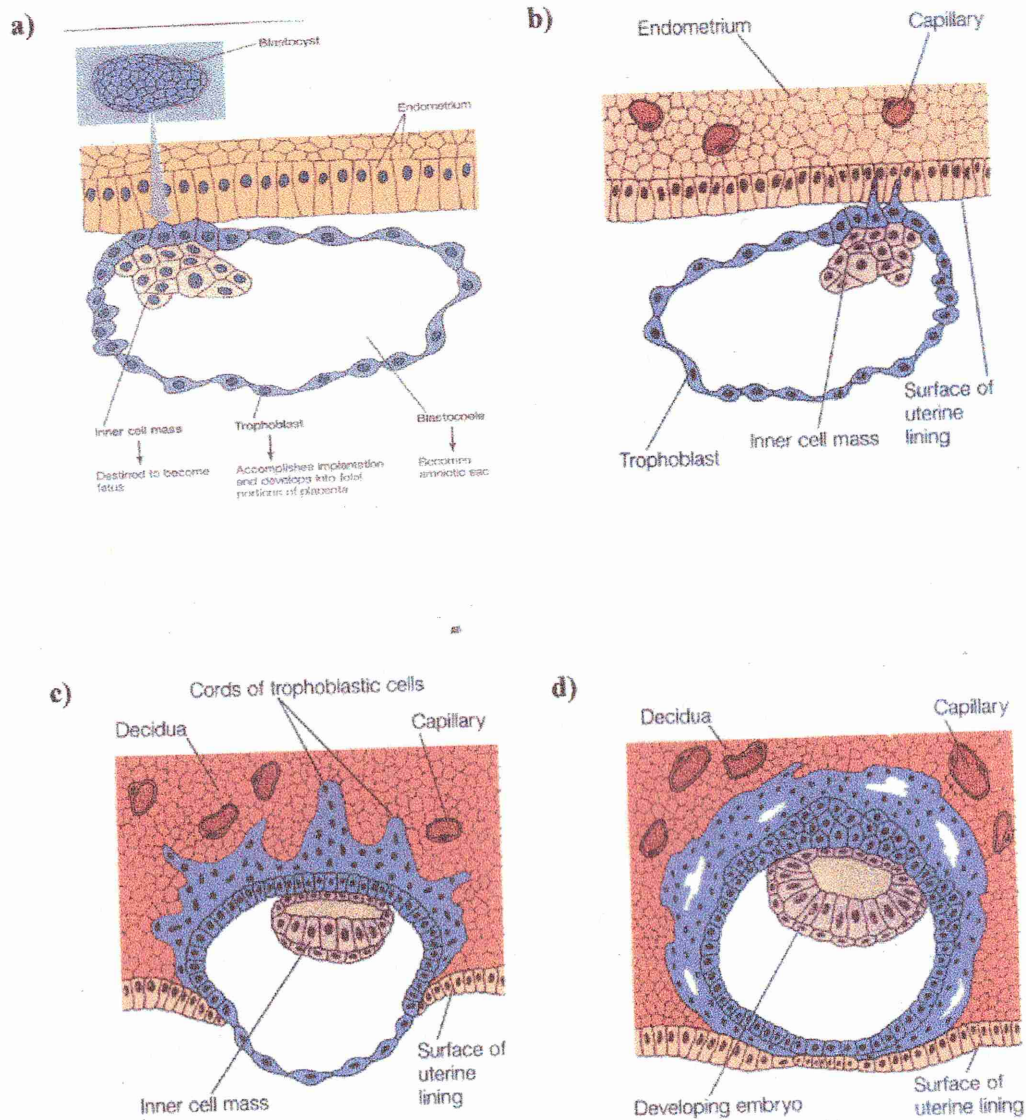 a)
Blastocyst
Endometrium
Inner cell mass
Destined to become
fetus
Trophoblast
Accomplishes implantation
and develops into fetal
portions of placenta
Blastocoele
Becomes
amniotic sac
b)
Endometrium
Capillary
Trophoblast
Inner cell mass
Surface of
uterine
lining
c)
Cords of trophoblastic cells
Decidua
Capillary
Inner cell mass
Surface of
uterine
lining
d)
Decidua
Capillary
Developing embryo
Surface of
uterine lining